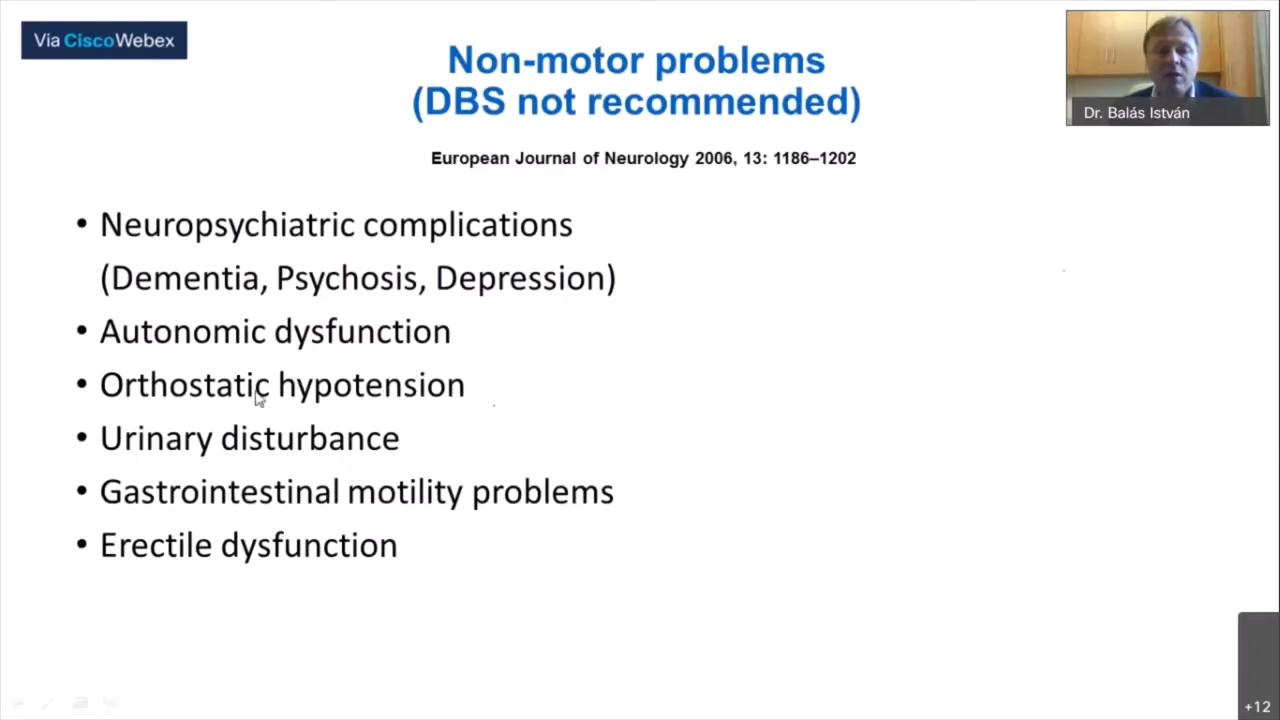 Via CiscoWebex
Non-motor problems
(DBS not recommended)
Dr. Balás István
European Journal of Neurology 2006, 13: 1186–1202
• Neuropsychiatric complications
(Dementia, Psychosis, Depression)
• Autonomic dysfunction
• Orthostatic hypotension
• Urinary disturbance
• Gastrointestinal motility problems
• Erectile dysfunction
+12